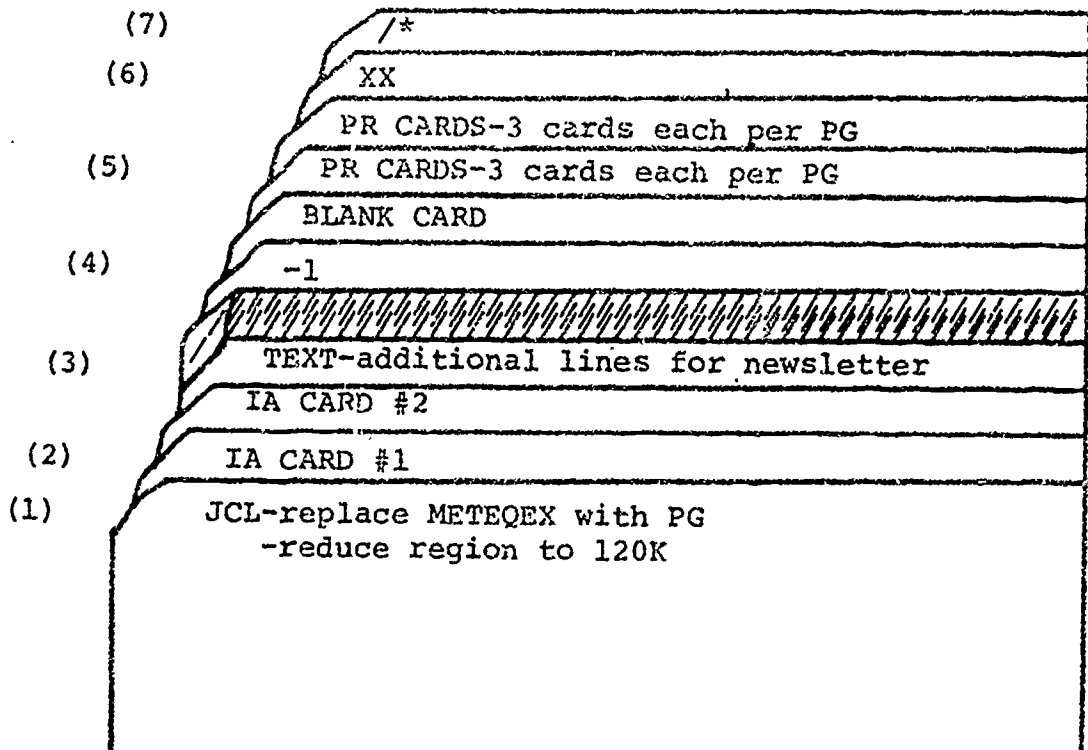 (7) /*
(6) XX
PR CARDS-3 cards each per PG
(5) PR CARDS-3 cards each per PG
BLANK CARD
(4) -1
(3) TEXT-additional lines for newsletter
IA CARD #2
(2) IA CARD #1
(1) JCL-replace METEQEX with PG
-reduce region to 120K